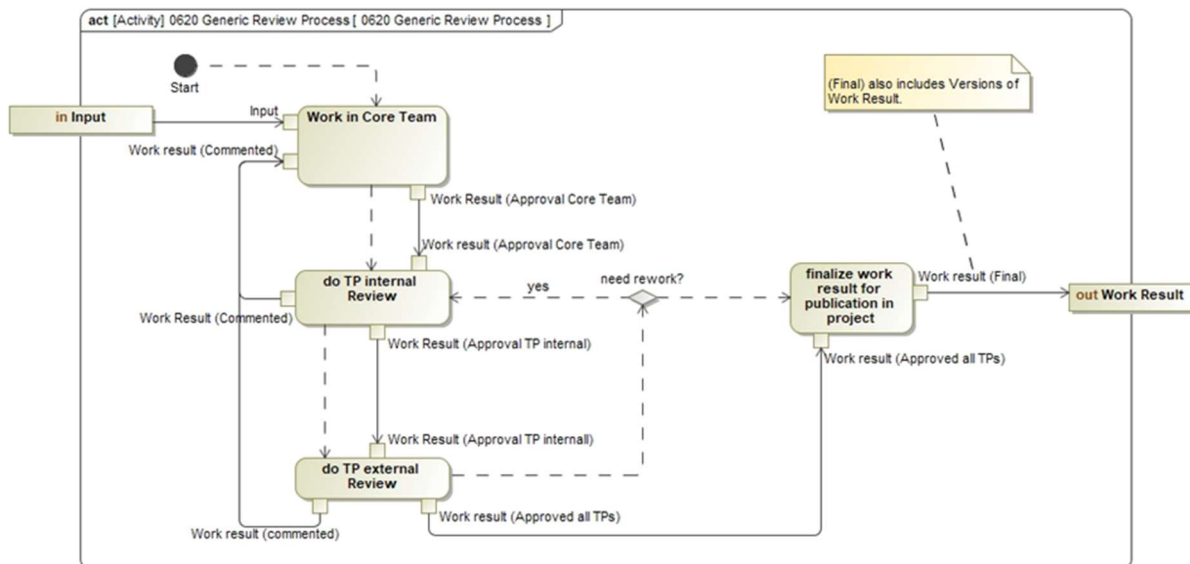 act [Activity] 0620 Generic Review Process [ 0620 Generic Review Process ]
Start
(Final) also includes Versions of
Work Result.
in Input
Input
Work in Core Team
Work result (Commented)
Work Result (Approval Core Team)
Work result (Approval Core Team)
do TP internal
Review
yes
need rework?
finalize work
result for
publication in
project
Work result (Final)
out Work Result
Work Result (Commented)
Work Result (Approval TP internal)
Work result (Approved all TPs)
Work Result (Approval TP internall)
do TP external
Review
Work result (Approved all TPs)
Work result (commented)